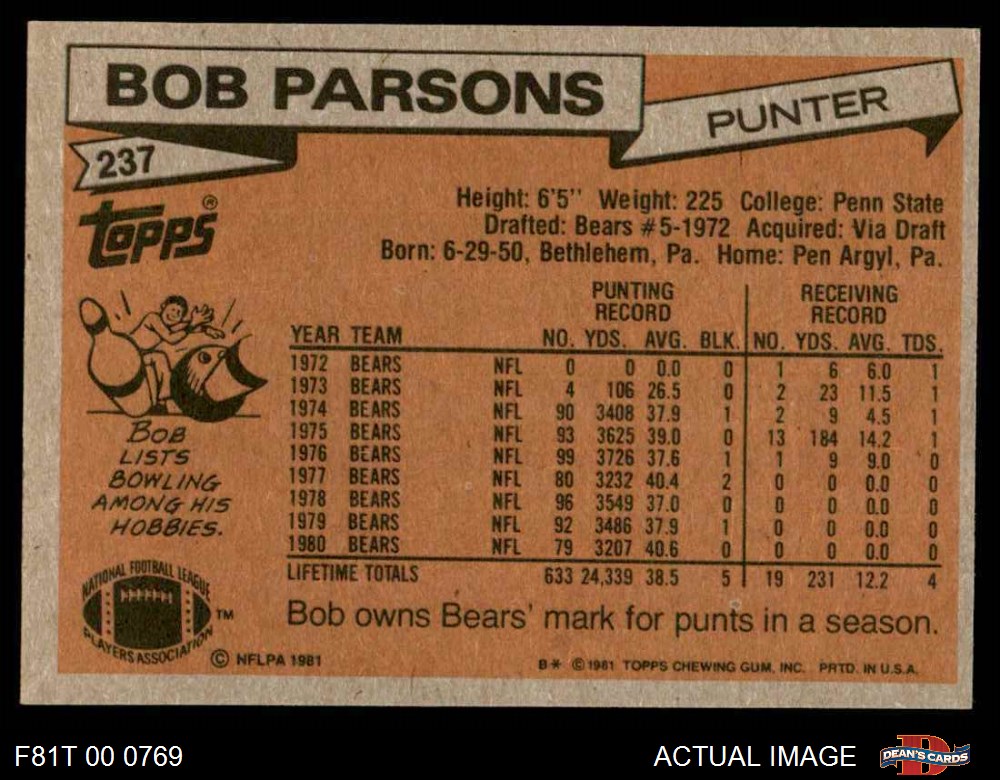 BOB PARSONS
PUNTER
237
TOPPS®
Height: 6'5'' Weight: 225 College: Penn State
Drafted: Bears #5-1972 Acquired: Via Draft
Born: 6-29-50, Bethlehem, Pa. Home: Pen Argyl, Pa.
PUNTING RECORD RECEIVING RECORD
YEAR TEAM NO. YDS. AVG. BLK. NO. YDS. AVG. TDS.
1972 BEARS NFL 0 0 0.0 0 1 6 6.0 1
1973 BEARS NFL 4 106 26.5 0 2 23 11.5 1
1974 BEARS NFL 90 3408 37.9 1 2 9 4.5 1
1975 BEARS NFL 93 3625 39.0 0 13 184 14.2 1
1976 BEARS NFL 99 3726 37.6 1 1 9 9.0 0
1977 BEARS NFL 80 3232 40.4 2 0 0 0.0 0
1978 BEARS NFL 96 3549 37.0 0 0 0 0.0 0
1979 BEARS NFL 92 3486 37.9 1 0 0 0.0 0
1980 BEARS NFL 79 3207 40.6 0 0 0 0.0 0
LIFETIME TOTALS 633 24,339 38.5 5 19 231 12.2 4
BOB
LISTS
BOWLING
AMONG HIS
HOBBIES.
Bob owns Bears' mark for punts in a season.
NATIONAL FOOTBALL LEAGUE
PLAYERS ASSOCIATION
TM
© NFLPA 1981
B* © 1981 TOPPS CHEWING GUM, INC. PRTD. IN U.S.A.
F81T 00 0769
ACTUAL IMAGE
DEAN'S CARDS